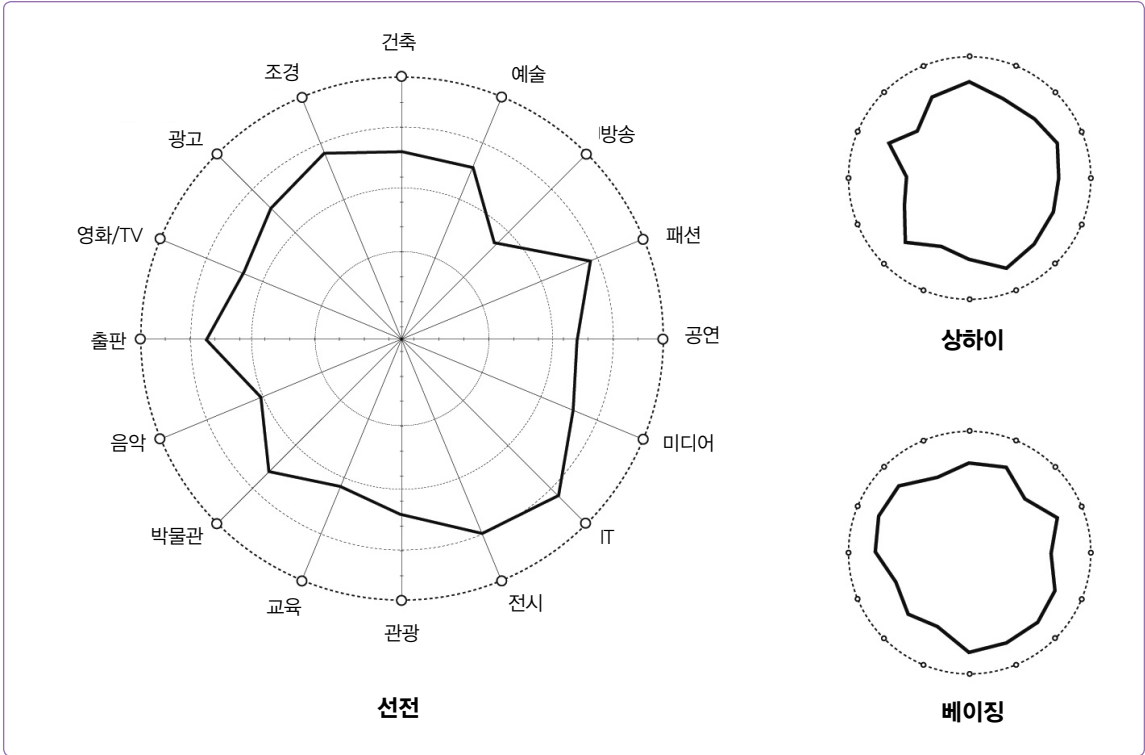 건축
조경
예술
광고
방송
영화/TV
패션
출판
공연
음악
미디어
박물관
IT
교육
전시
관광
선전
상하이
베이징